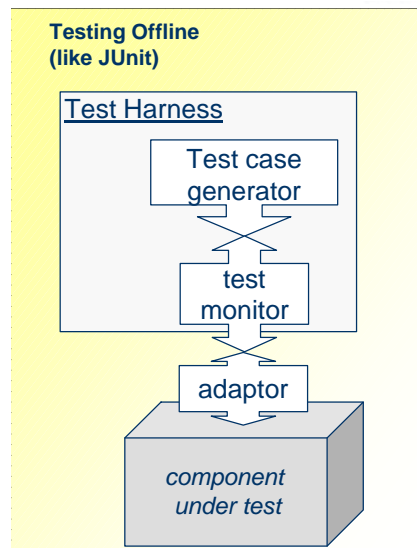 Testing Offline
(like JUnit)
Test Harness
Test case
generator
test
monitor
adaptor
component
under test